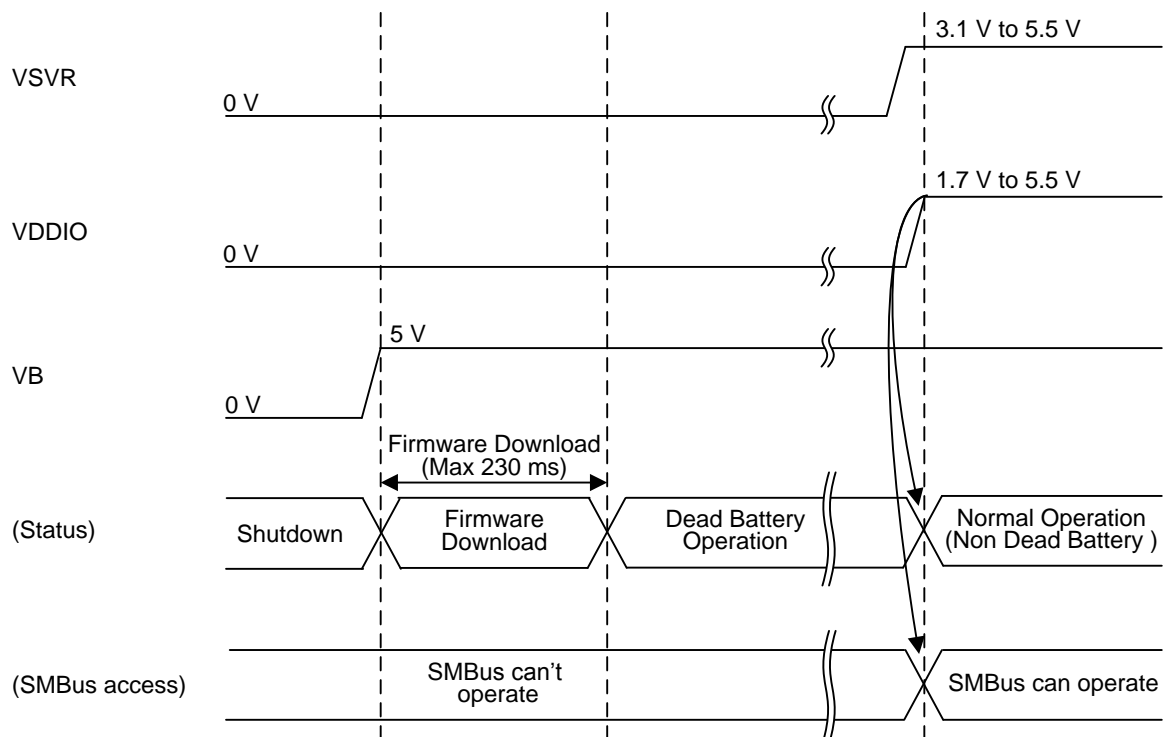 3.1 V to 5.5 V
VSVR
0 V
1.7 V to 5.5 V
VDDIO
0 V
5 V
VB
0 V
Firmware Download
(Max 230 ms)
(Status)
Shutdown
Firmware
Download
Dead Battery
Operation
Normal Operation
(Non Dead Battery )
(SMBus access)
SMBus can't
operate
SMBus can operate